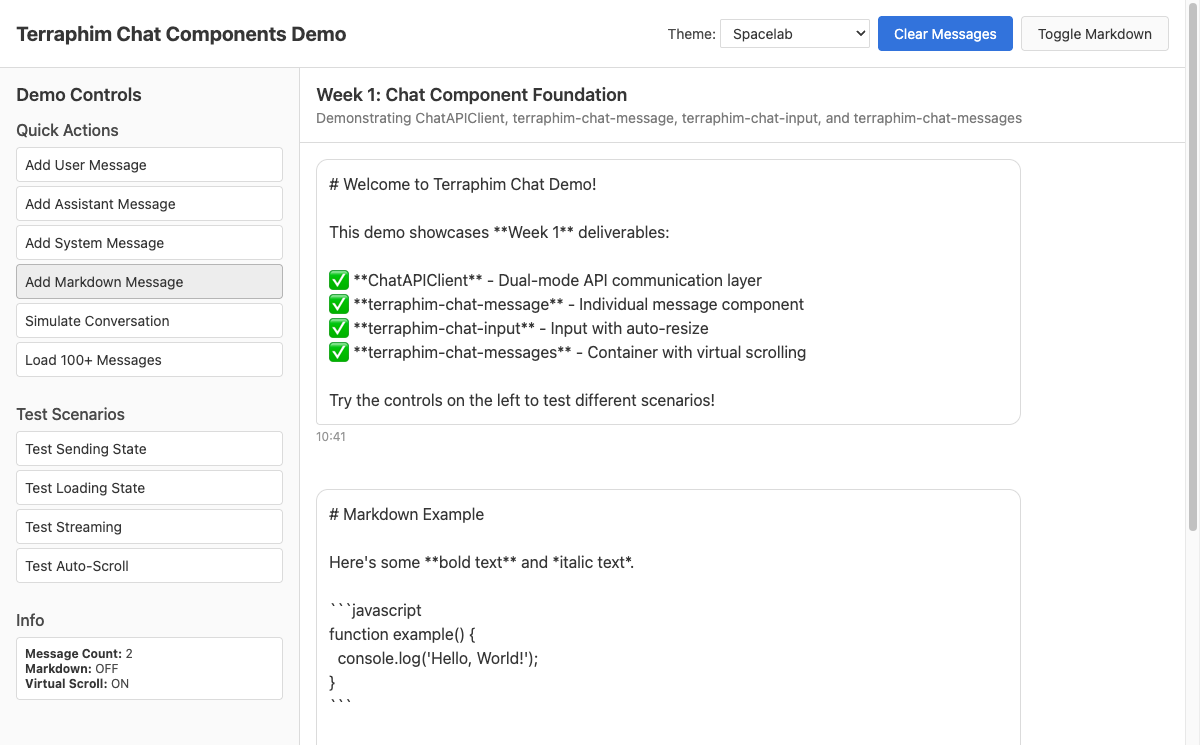 Terraphim Chat Components Demo
Theme: Spacelab Clear Messages Toggle Markdown
Demo Controls
Quick Actions
Add User Message
Add Assistant Message
Add System Message
Add Markdown Message
Simulate Conversation
Load 100+ Messages
Test Scenarios
Test Sending State
Test Loading State
Test Streaming
Test Auto-Scroll
Info
Message Count: 2
Markdown: OFF
Virtual Scroll: ON
Week 1: Chat Component Foundation
Demonstrating ChatAPIClient, terraphim-chat-message, terraphim-chat-input, and terraphim-chat-messages
# Welcome to Terraphim Chat Demo!
This demo showcases **Week 1** deliverables:
✅ **ChatAPIClient** - Dual-mode API communication layer
✅ **terraphim-chat-message** - Individual message component
✅ **terraphim-chat-input** - Input with auto-resize
✅ **terraphim-chat-messages** - Container with virtual scrolling
Try the controls on the left to test different scenarios!
10:41
# Markdown Example
Here's some **bold text** and *italic text*.
```javascript
function example() {
  console.log('Hello, World!');
}
```